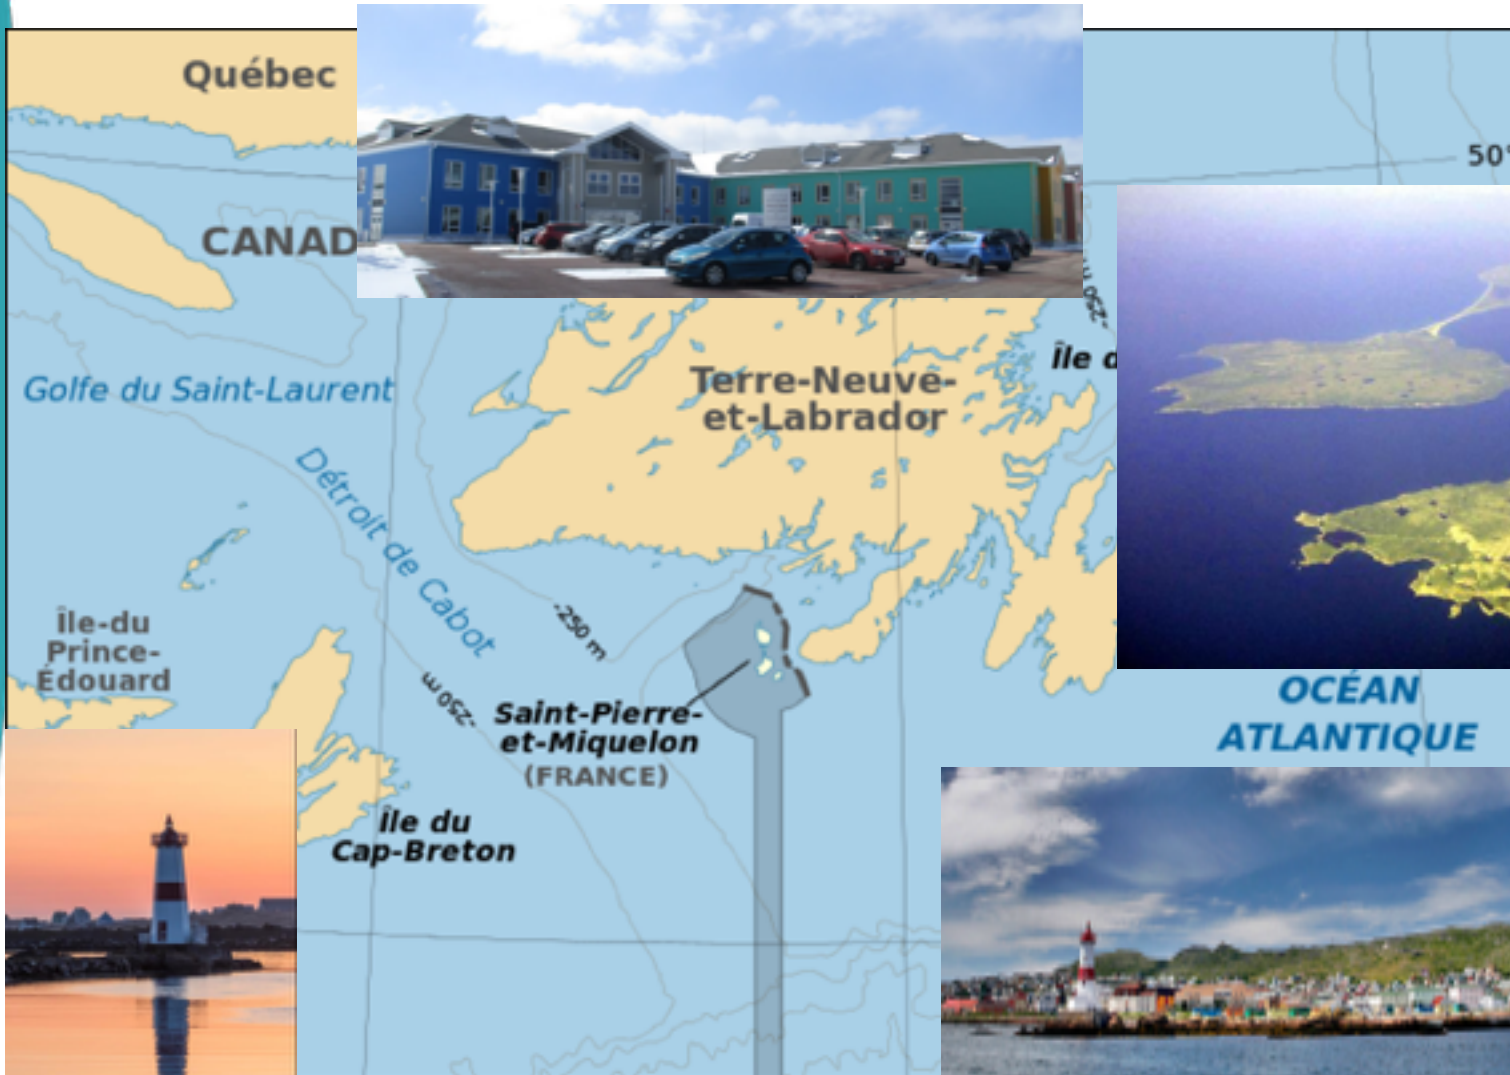 Québec
50°
CANAD
-250 m
Île d
Golfe du Saint-Laurent
Terre-Neuve-
et-Labrador
Détroit de Cabot
-250 m
Île-du
Prince-
Édouard
-250 m
Saint-Pierre-
et-Miquelon
(FRANCE)
OCÉAN
ATLANTIQUE
Île du
Cap-Breton